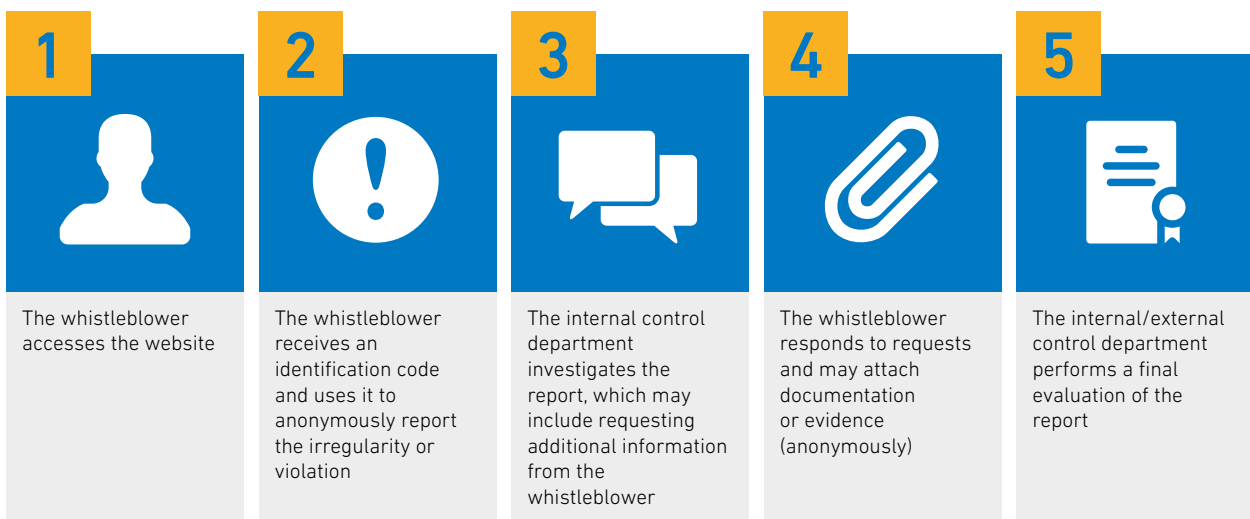 1
The whistleblower
accesses the website
2
The whistleblower
receives an
identification code
and uses it to
anonymously report
the irregularity or
violation
3
The internal control
department
investigates the
report, which may
include requesting
additional information
from the
whistleblower
4
The whistleblower
responds to requests
and may attach
documentation
or evidence
(anonymously)
5
The internal/external
control department
performs a final
evaluation of the
report